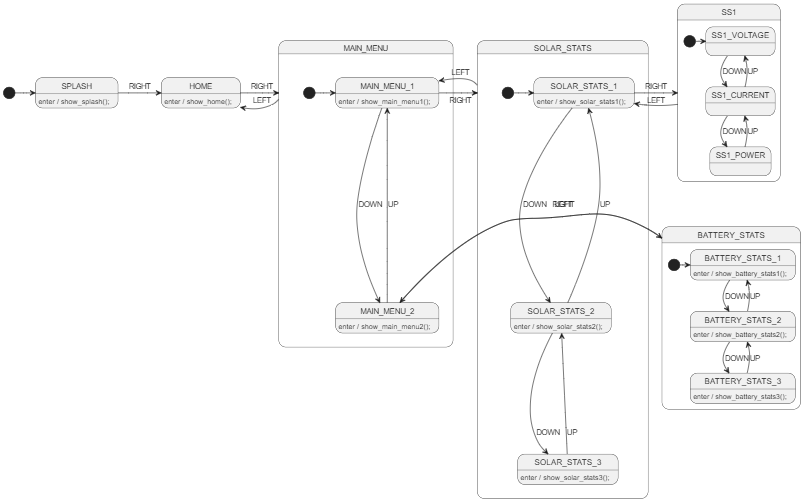 SS1
SS1_VOLTAGE
DOWN
UP
SS1_CURRENT
DOWN
UP
SS1_POWER
MAIN_MENU
SOLAR_STATS
SPLASH
enter / show_splash();
RIGHT
HOME
enter / show_home();
RIGHT
LEFT
MAIN_MENU_1
enter / show_main_menu1();
LEFT
RIGHT
SOLAR_STATS_1
enter / show_solar_stats1();
RIGHT
LEFT
DOWN
UP
DOWN
RIGHT
LEFT
UP
MAIN_MENU_2
enter / show_main_menu2();
SOLAR_STATS_2
enter / show_solar_stats2();
DOWN
UP
SOLAR_STATS_3
enter / show_solar_stats3();
BATTERY_STATS
BATTERY_STATS_1
enter / show_battery_stats1();
DOWN
UP
BATTERY_STATS_2
enter / show_battery_stats2();
DOWN
UP
BATTERY_STATS_3
enter / show_battery_stats3();